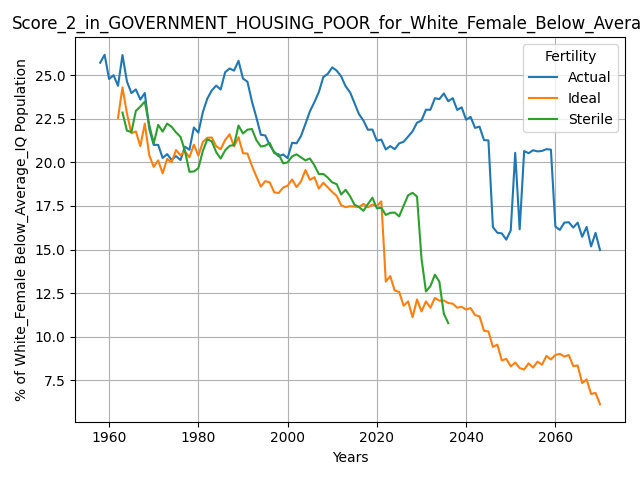 Score_2_in_GOVERNMENT_HOUSING_POOR_for_White_Female_Below_Avera
% of White_Female Below_Average_IQ Population
25.0
22.5
20.0
17.5
15.0
12.5
10.0
7.5
Fertility
Actual
Ideal
Sterile
1960 1980 2000 2020 2040 2060
Years